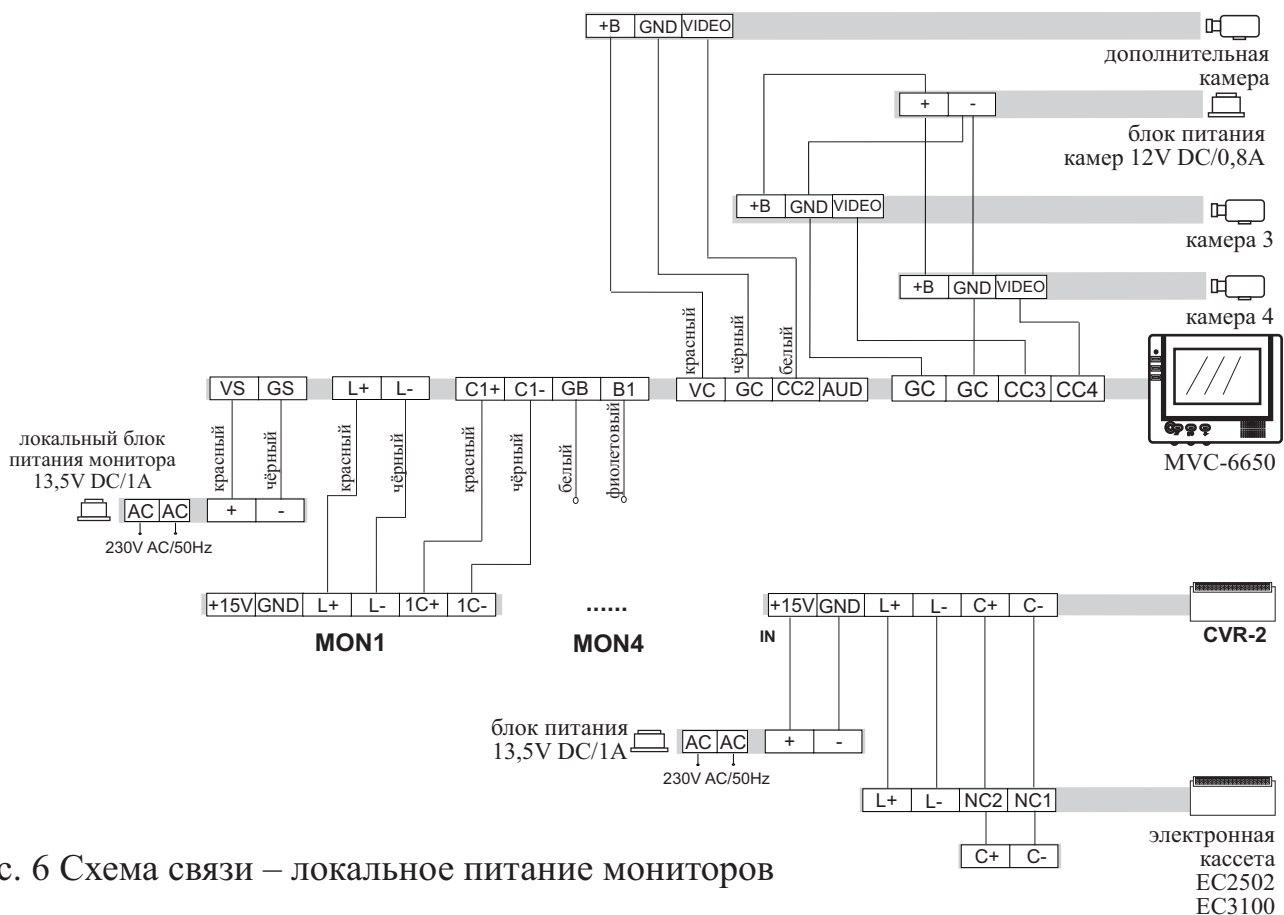 +B GND VIDEO
дополнительная
камера
+ -
блок питания
камер 12V DC/0,8A
+B GND VIDEO
камера 3
+B GND VIDEO
камера 4
красный
чёрный
белый
VS GS L+ L- C1+ C1- GB B1 VC GC CC2 AUD GC GC CC3 CC4
MVC-6650
локальный блок
питания монитора
13,5V DC/1A
красный
чёрный
красный
чёрный
красный
чёрный
белый
фиолетовый
AC AC + -
230V AC/50Hz
+15V GND L+ L- 1C+ 1C-
MON1
......
MON4
+15V GND L+ L- C+ C-
IN
CVR-2
блок питания
13,5V DC/1A
AC AC + -
230V AC/50Hz
L+ L- NC2 NC1
C+ C-
электронная
кассета
EC2502
EC3100
с. 6 Схема связи – локальное питание мониторов